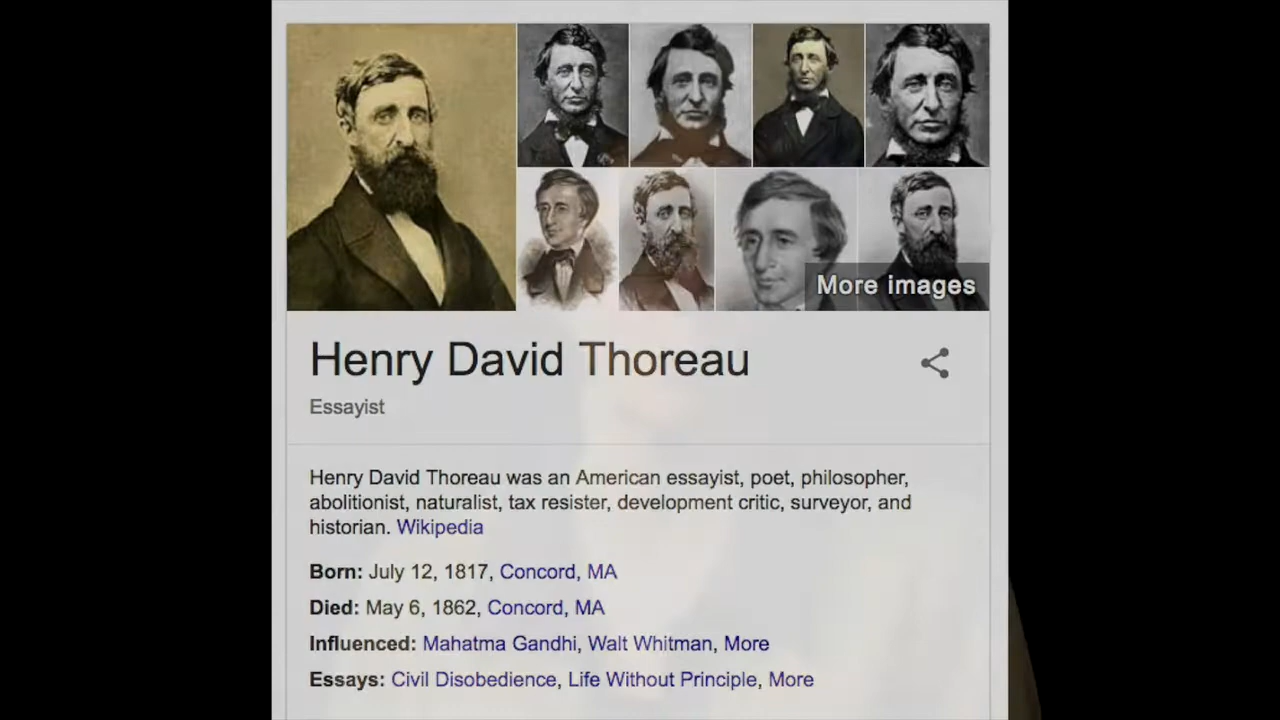 More images
Henry David Thoreau
Essayist
Henry David Thoreau was an American essayist, poet, philosopher,
abolitionist, naturalist, tax resister, development critic, surveyor, and
historian. Wikipedia
Born: July 12, 1817, Concord, MA
Died: May 6, 1862, Concord, MA
Influenced: Mahatma Gandhi, Walt Whitman, More
Essays: Civil Disobedience, Life Without Principle, More